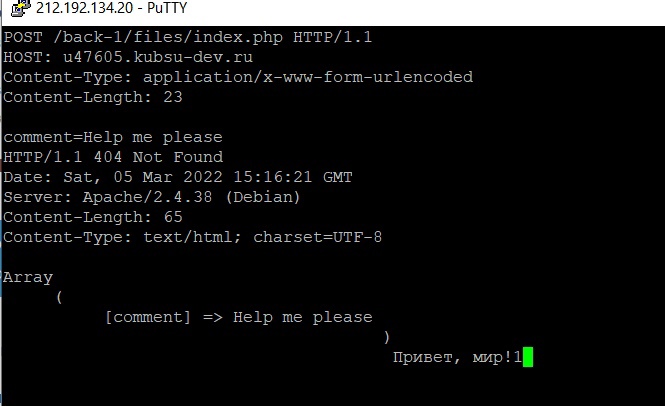 212.192.134.20 - PuTTY
POST /back-1/files/index.php HTTP/1.1
HOST: u47605.kubsu-dev.ru
Content-Type: application/x-www-form-urlencoded
Content-Length: 23
comment=Help me please
HTTP/1.1 404 Not Found
Date: Sat, 05 Mar 2022 15:16:21 GMT
Server: Apache/2.4.38 (Debian)
Content-Length: 65
Content-Type: text/html; charset=UTF-8
Array
(
[comment] => Help me please
)
Привет, мир!1